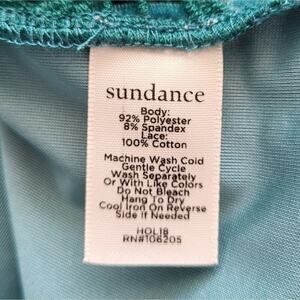 sundance
Body:
92% Polyester
8% Spandex
Lace:
100% Cotton
Machine Wash Cold
Gentle Cycle
Wash Separately
Or With Like Colors
Do Not Bleach
Hang To Dry
Cool Iron On Reverse
Side If Needed
HOL18
RN#106205